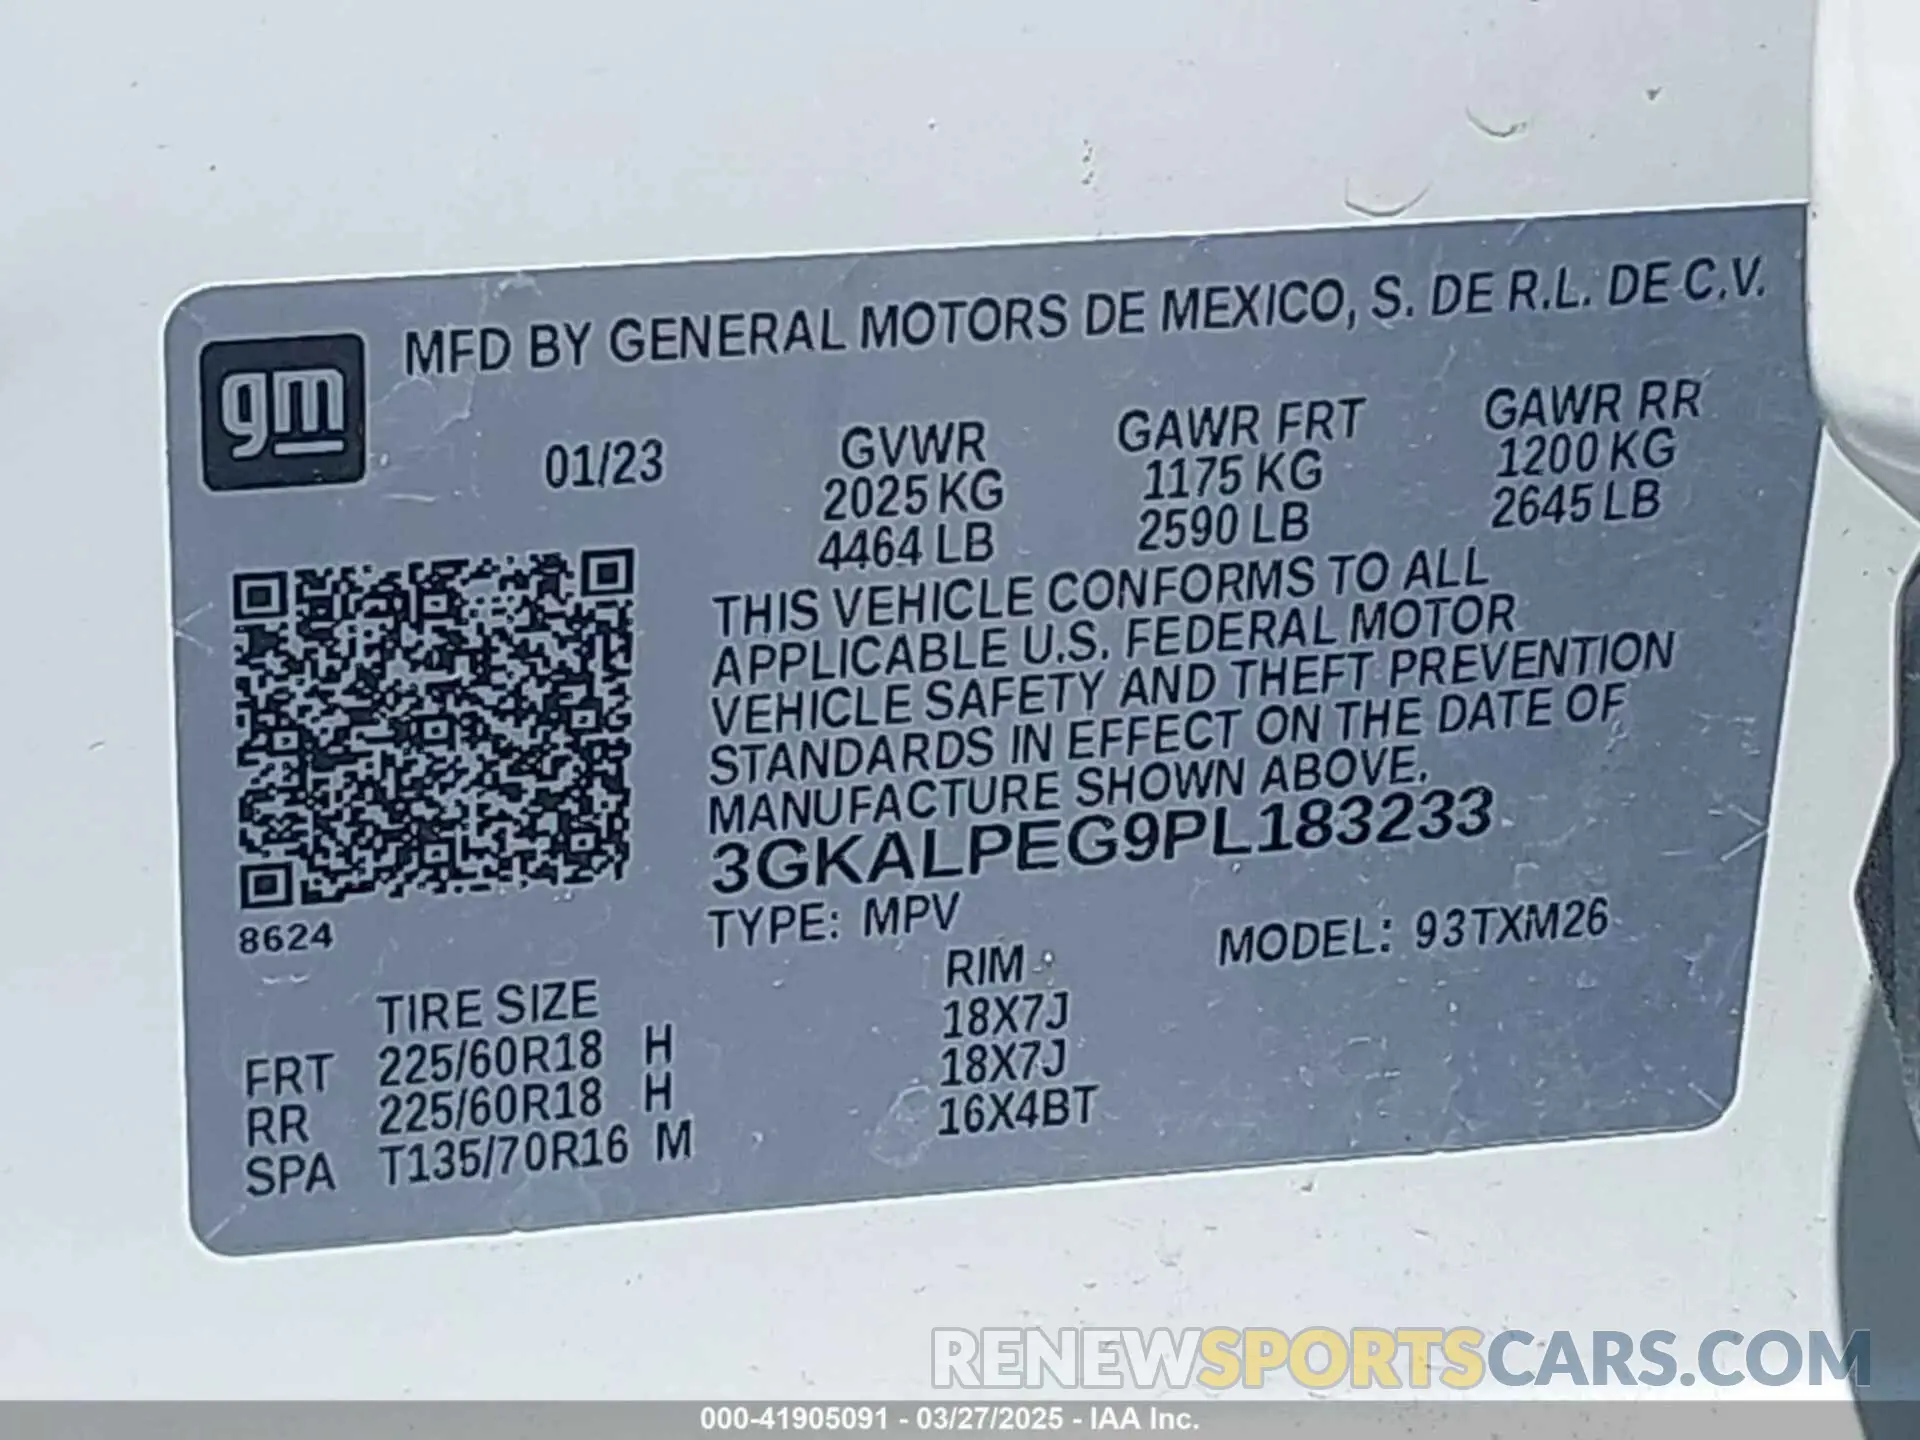 gm
MFD BY GENERAL MOTORS DE MEXICO, S. DE R.L. DE C.V.
01/23
GVWR
2025 KG
4464 LB
GAWR FRT
1175 KG
2590 LB
GAWR RR
1200 KG
2645 LB
THIS VEHICLE CONFORMS TO ALL
APPLICABLE U.S. FEDERAL MOTOR
VEHICLE SAFETY AND THEFT PREVENTION
STANDARDS IN EFFECT ON THE DATE OF
MANUFACTURE SHOWN ABOVE.
3GKALPEG9PL183233
TYPE: MPV
MODEL: 93TXM26
8624
TIRE SIZE RIM
FRT 225/60R18 H 18X7J
RR 225/60R18 H 18X7J
SPA T135/70R16 M 16X4BT
RENEWSPORTSCARS.COM
000-41905091 - 03/27/2025 - IAA Inc.